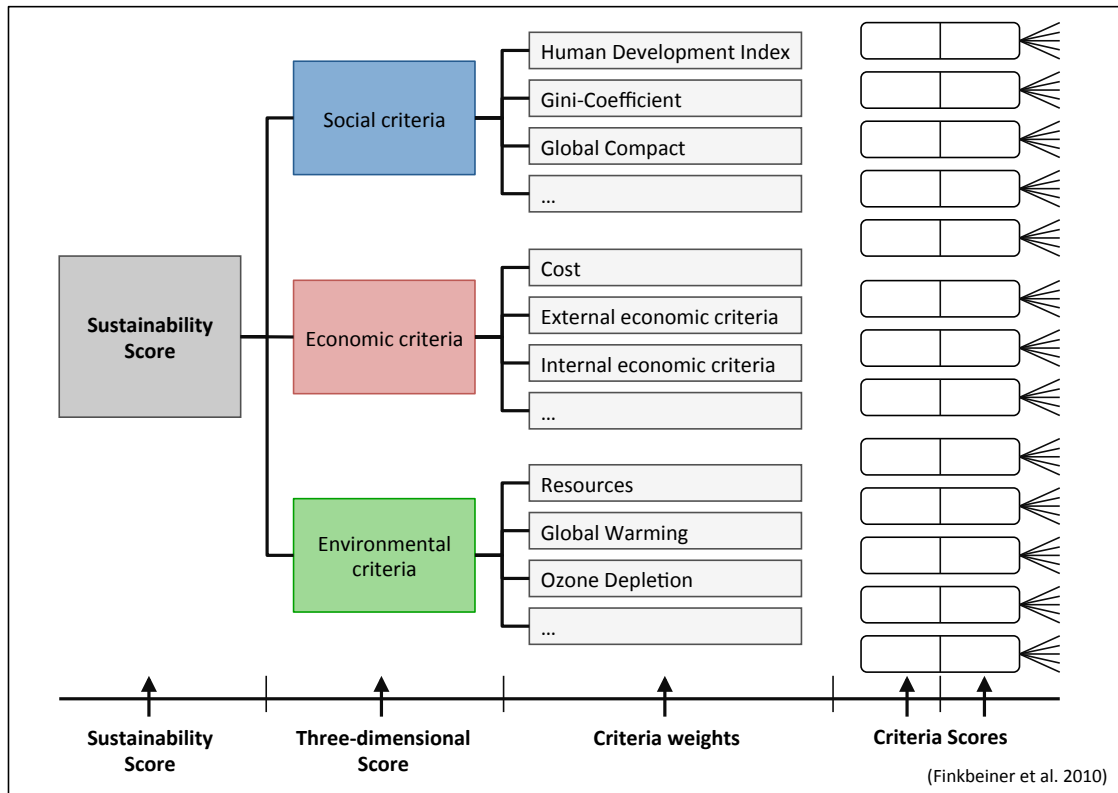 Human Development Index
Gini-Coefficient
Social criteria
Global Compact
...
Cost
External economic criteria
Sustainability
Score
Economic criteria
Internal economic criteria
...
Resources
Global Warming
Environmental
criteria
Ozone Depletion
...
Sustainability
Score
Three-dimensional
Score
Criteria weights
Criteria Scores
(Finkbeiner et al. 2010)